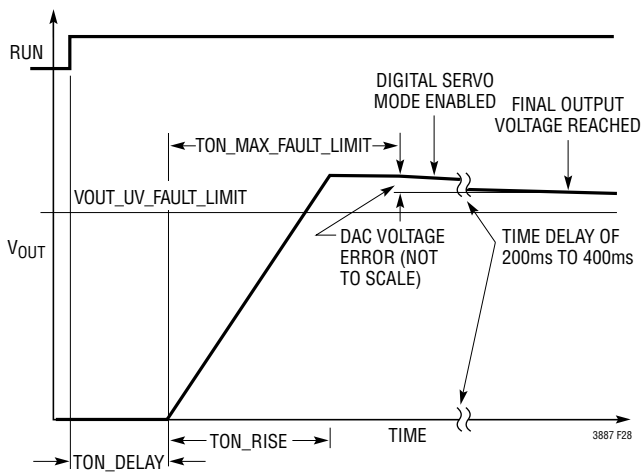 RUN
DIGITAL SERVO
MODE ENABLED
FINAL OUTPUT
VOLTAGE REACHED
TON_MAX_FAULT_LIMIT
VOUT_UV_FAULT_LIMIT
VOUT
DAC VOLTAGE
ERROR (NOT
TO SCALE)
TIME DELAY OF
200ms TO 400ms
TON_RISE
TIME
3887 F28
TON_DELAY